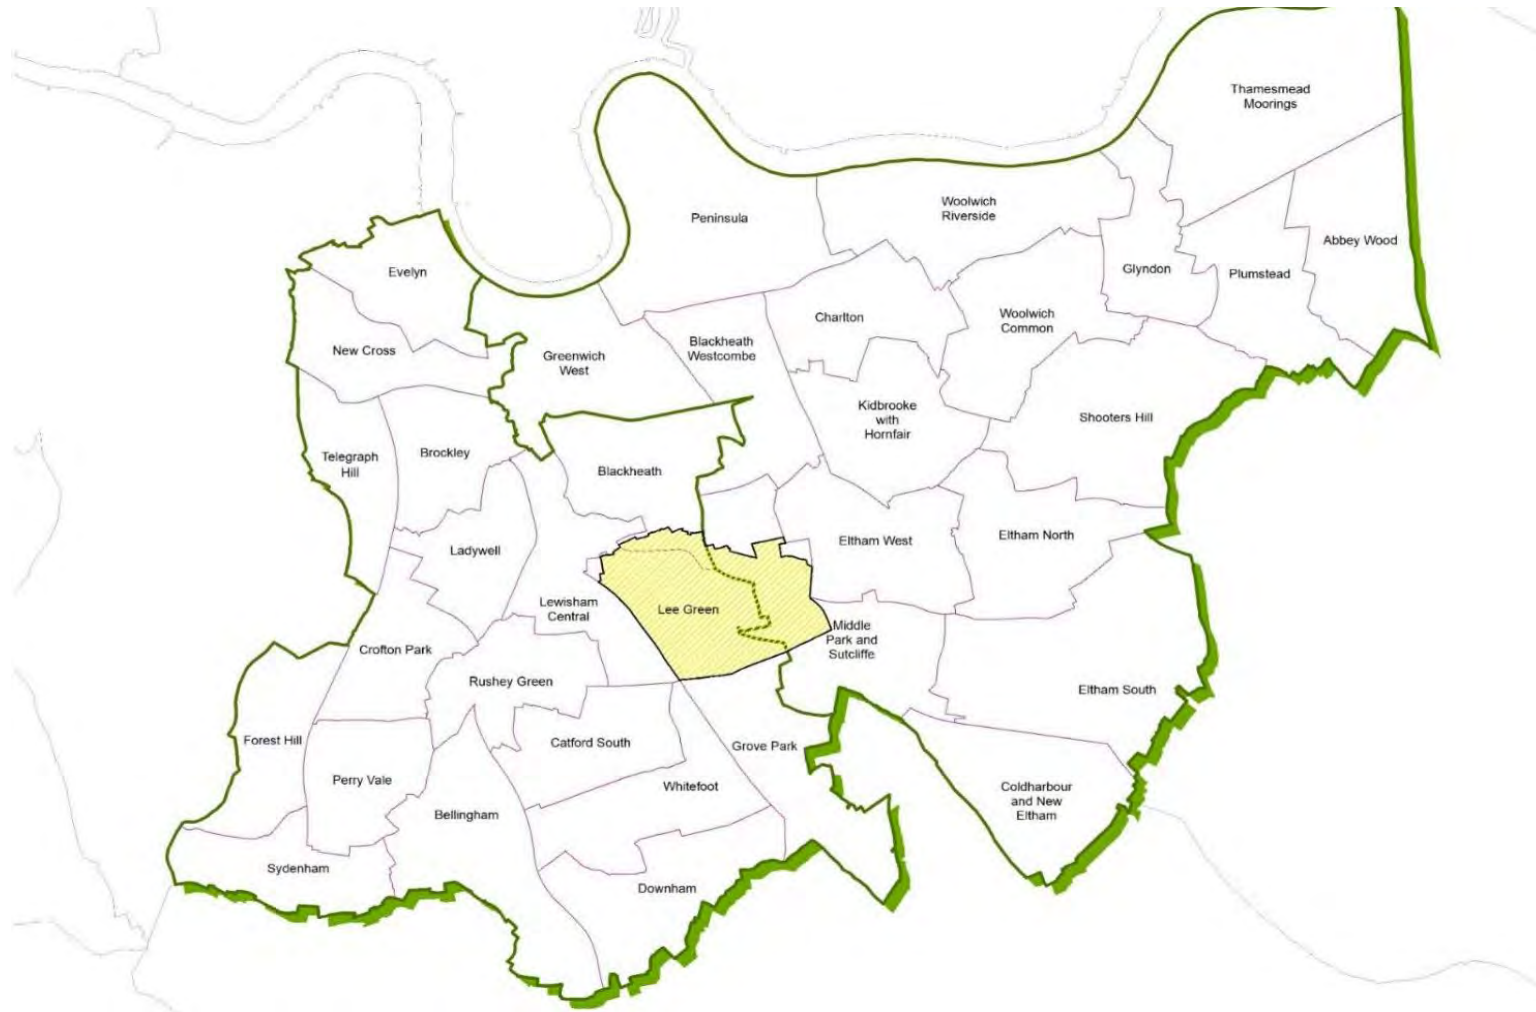 Thamesmead
Moorings
Woolwich
Riverside
Peninsula
Abbey Wood
Glyndon
Plumstead
Evelyn
Charlton
Woolwich
Common
New Cross
Greenwich
West
Blackheath
Westcombe
Kidbrooke
with
Hornfair
Shooters Hill
Telegraph
Hill
Brockley
Blackheath
Ladywell
Eltham West
Eltham North
Lewisham
Central
Lee Green
Middle
Park and
Sutcliffe
Crofton Park
Rushey Green
Eltham South
Forest Hill
Catford South
Grove Park
Perry Vale
Whitefoot
Coldharbour
and New
Eltham
Bellingham
Sydenham
Downham